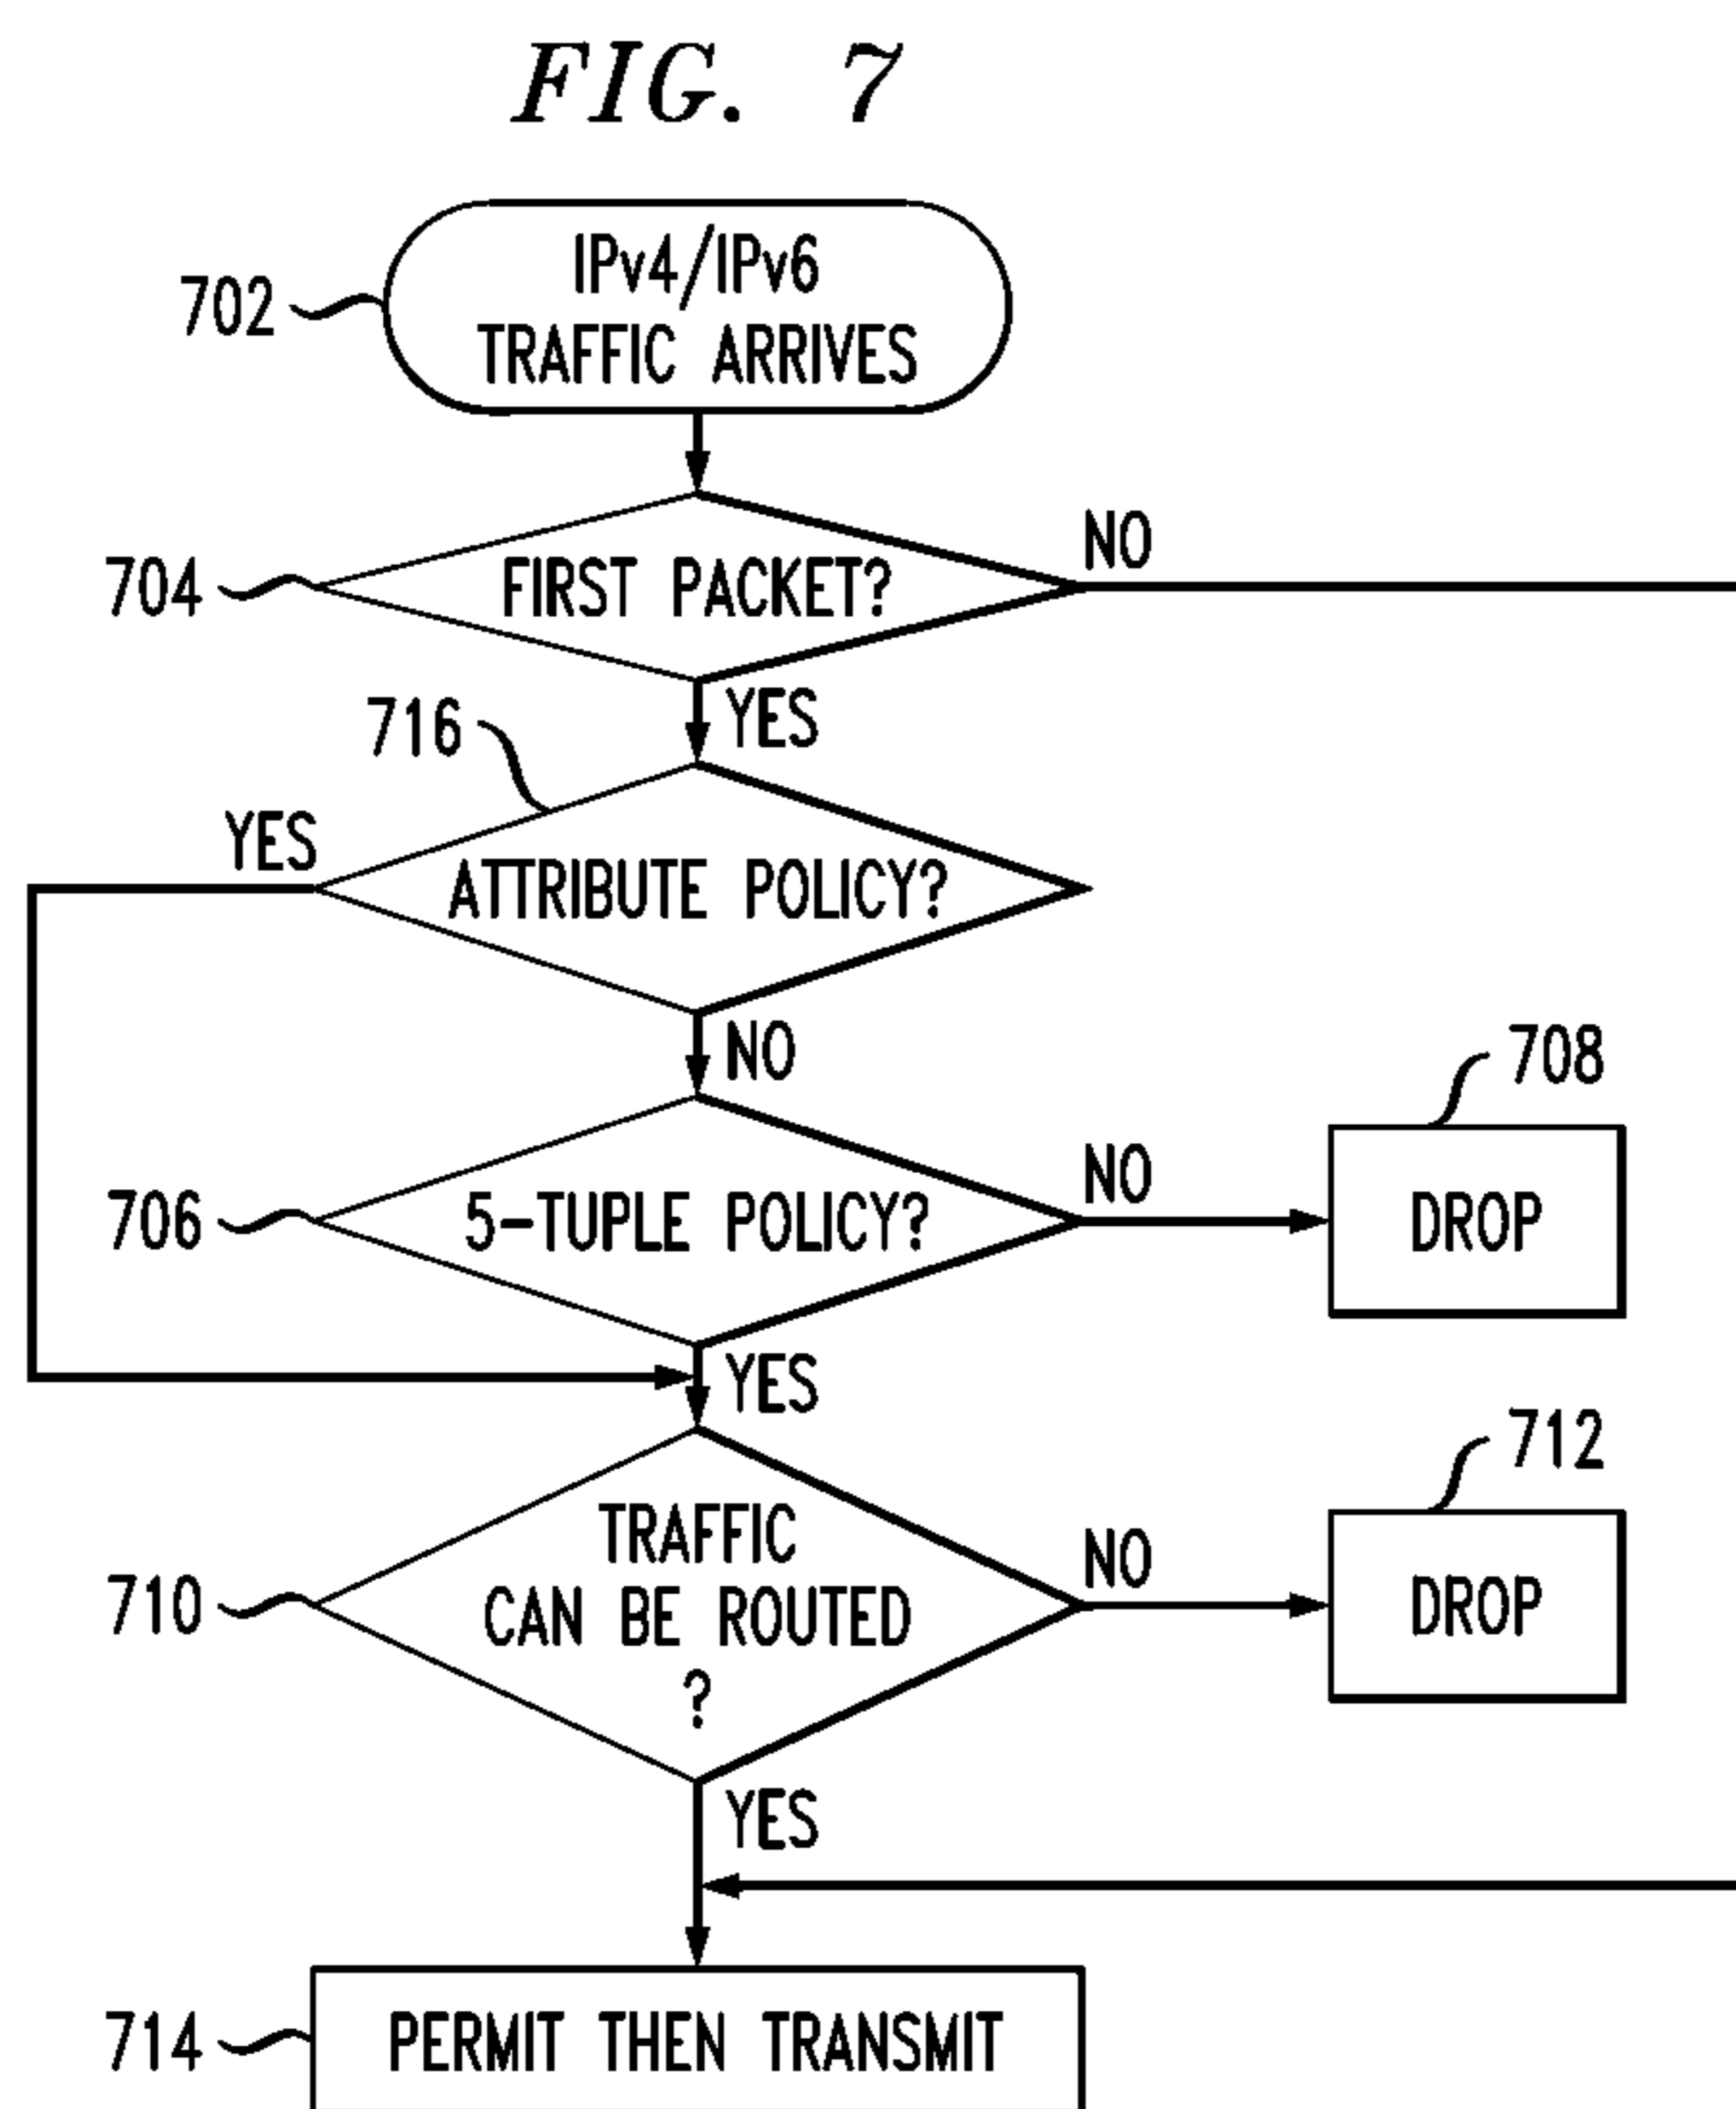 FIG. 7
702
IPv4/IPv6
TRAFFIC ARRIVES
704
FIRST PACKET?
NO
YES
716
YES
ATTRIBUTE POLICY?
NO
706
5-TUPLE POLICY?
NO
708
DROP
YES
710
TRAFFIC
CAN BE ROUTED
?
NO
712
DROP
YES
714
PERMIT THEN TRANSMIT